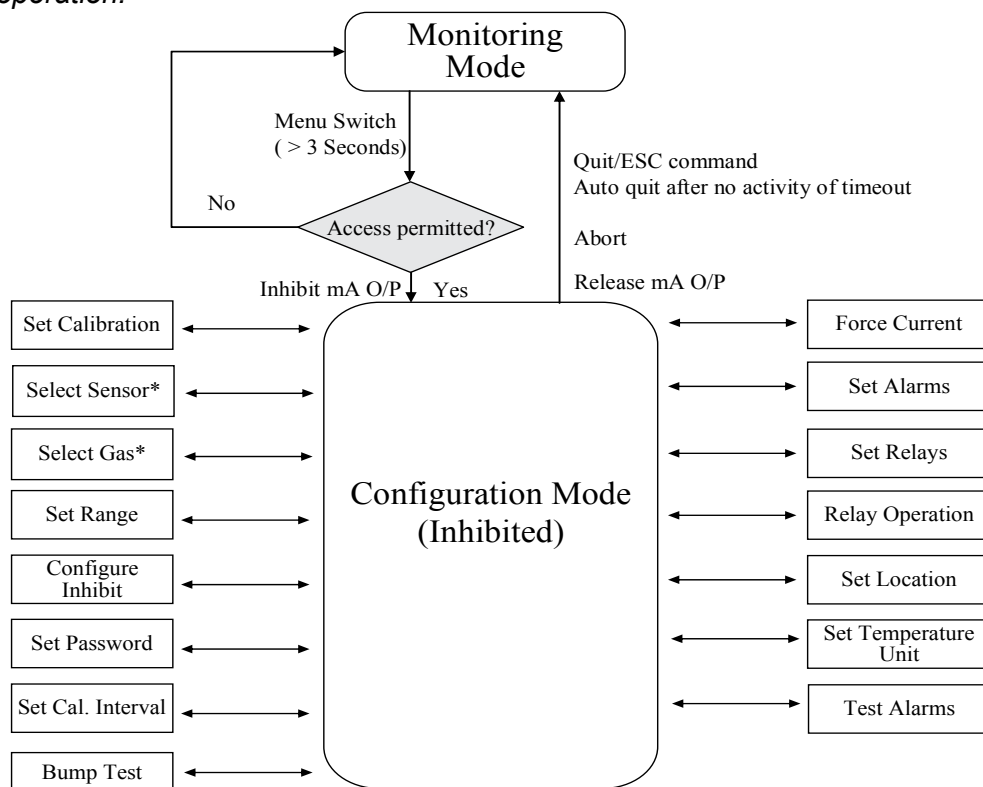 operation.
Monitoring
Mode
Menu Switch
( > 3 Seconds)
Quit/ESC command
Auto quit after no activity of timeout
No
Access permitted?
Abort
Inhibit mA O/P
Yes
Release mA O/P
Set Calibration
Select Sensor*
Select Gas*
Set Range
Configure
Inhibit
Set Password
Set Cal. Interval
Bump Test
Configuration Mode
(Inhibited)
Force Current
Set Alarms
Set Relays
Relay Operation
Set Location
Set Temperature
Unit
Test Alarms